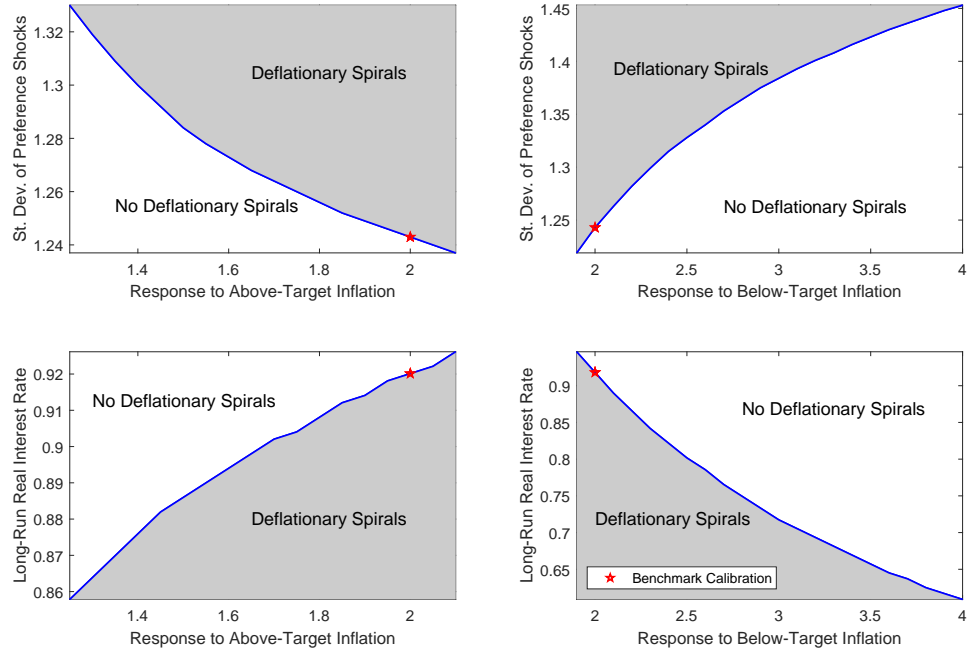 St. Dev. of Preference Shocks
1.32
1.3
1.28
1.26
1.24
Deflationary Spirals
No Deflationary Spirals
1.4
1.6
1.8
2
Response to Above-Target Inflation
St. Dev. of Preference Shocks
1.45
1.4
1.35
1.3
1.25
Deflationary Spirals
No Deflationary Spirals
2
2.5
3
3.5
4
Response to Below-Target Inflation
Long-Run Real Interest Rate
0.92
0.91
0.9
0.89
0.88
0.87
0.86
No Deflationary Spirals
Deflationary Spirals
1.4
1.6
1.8
2
Response to Above-Target Inflation
Long-Run Real Interest Rate
0.9
0.85
0.8
0.75
0.7
0.65
No Deflationary Spirals
Deflationary Spirals
Benchmark Calibration
2
2.5
3
3.5
4
Response to Below-Target Inflation